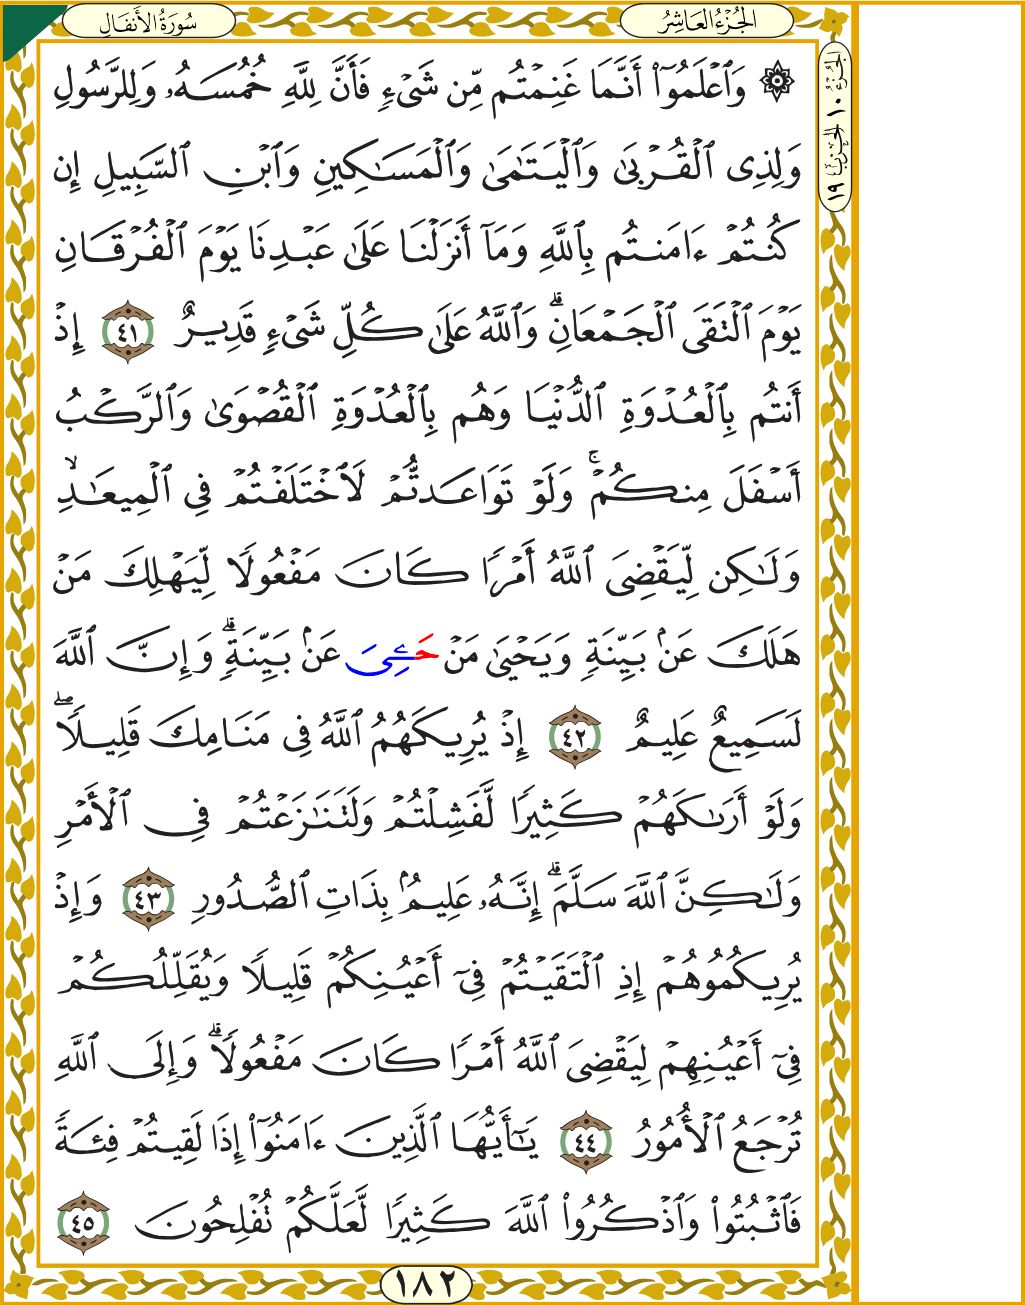 سُورَةُ الأَنفَالِ
الجُزْءُ العَاشِرُ
الجُزْءُ ١٠ الحِزْبُ ١٩
۞ وَٱعۡلَمُوٓاْ أَنَّمَا غَنِمۡتُم مِّن شَيۡءٖ فَأَنَّ لِلَّهِ خُمُسَهُۥ وَلِلرَّسُولِ
وَلِذِي ٱلۡقُرۡبَىٰ وَٱلۡيَتَٰمَىٰ وَٱلۡمَسَٰكِينِ وَٱبۡنِ ٱلسَّبِيلِ إِن
كُنتُمۡ ءَامَنتُم بِٱللَّهِ وَمَآ أَنزَلۡنَا عَلَىٰ عَبۡدِنَا يَوۡمَ ٱلۡفُرۡقَانِ
يَوۡمَ ٱلۡتَقَى ٱلۡجَمۡعَانِۗ وَٱللَّهُ عَلَىٰ كُلِّ شَيۡءٖ قَدِيرٌ ٤١ إِذۡ
أَنتُم بِٱلۡعُدۡوَةِ ٱلدُّنۡيَا وَهُم بِٱلۡعُدۡوَةِ ٱلۡقُصۡوَىٰ وَٱلرَّكۡبُ
أَسۡفَلَ مِنكُمۡۚ وَلَوۡ تَوَاعَدتُّمۡ لَٱخۡتَلَفۡتُمۡ فِي ٱلۡمِيعَٰدِۙ
وَلَٰكِن لِّيَقۡضِيَ ٱللَّهُ أَمۡرٗا كَانَ مَفۡعُولٗا لِّيَهۡلِكَ مَنۡ
هَلَكَ عَنۢ بَيِّنَةٖ وَيَحۡيَىٰ مَنۡ حَيِيَ عَنۢ بَيِّنَةٖۗ وَإِنَّ ٱللَّهَ
لَسَمِيعٌ عَلِيمٌ ٤٢ إِذۡ يُرِيكَهُمُ ٱللَّهُ فِي مَنَامِكَ قَلِيلٗاۖ
وَلَوۡ أَرَىٰكَهُمۡ كَثِيرٗا لَّفَشِلۡتُمۡ وَلَتَنَٰزَعۡتُمۡ فِي ٱلۡأَمۡرِ
وَلَٰكِنَّ ٱللَّهَ سَلَّمَۗ إِنَّهُۥ عَلِيمُۢ بِذَاتِ ٱلصُّدُورِ ٤٣ وَإِذۡ
يُرِيكُمُوهُمۡ إِذِ ٱلۡتَقَيۡتُمۡ فِيٓ أَعۡيُنِكُمۡ قَلِيلٗا وَيُقَلِّلُكُمۡ
فِيٓ أَعۡيُنِهِمۡ لِيَقۡضِيَ ٱللَّهُ أَمۡرٗا كَانَ مَفۡعُولٗاۗ وَإِلَى ٱللَّهِ
تُرۡجَعُ ٱلۡأُمُورُ ٤٤ يَٰٓأَيُّهَا ٱلَّذِينَ ءَامَنُوٓاْ إِذَا لَقِيتُمۡ فِئَةٗ
فَٱثۡبُتُواْ وَٱذۡكُرُواْ ٱللَّهَ كَثِيرٗا لَّعَلَّكُمۡ تُفۡلِحُونَ ٤٥
١٨٢